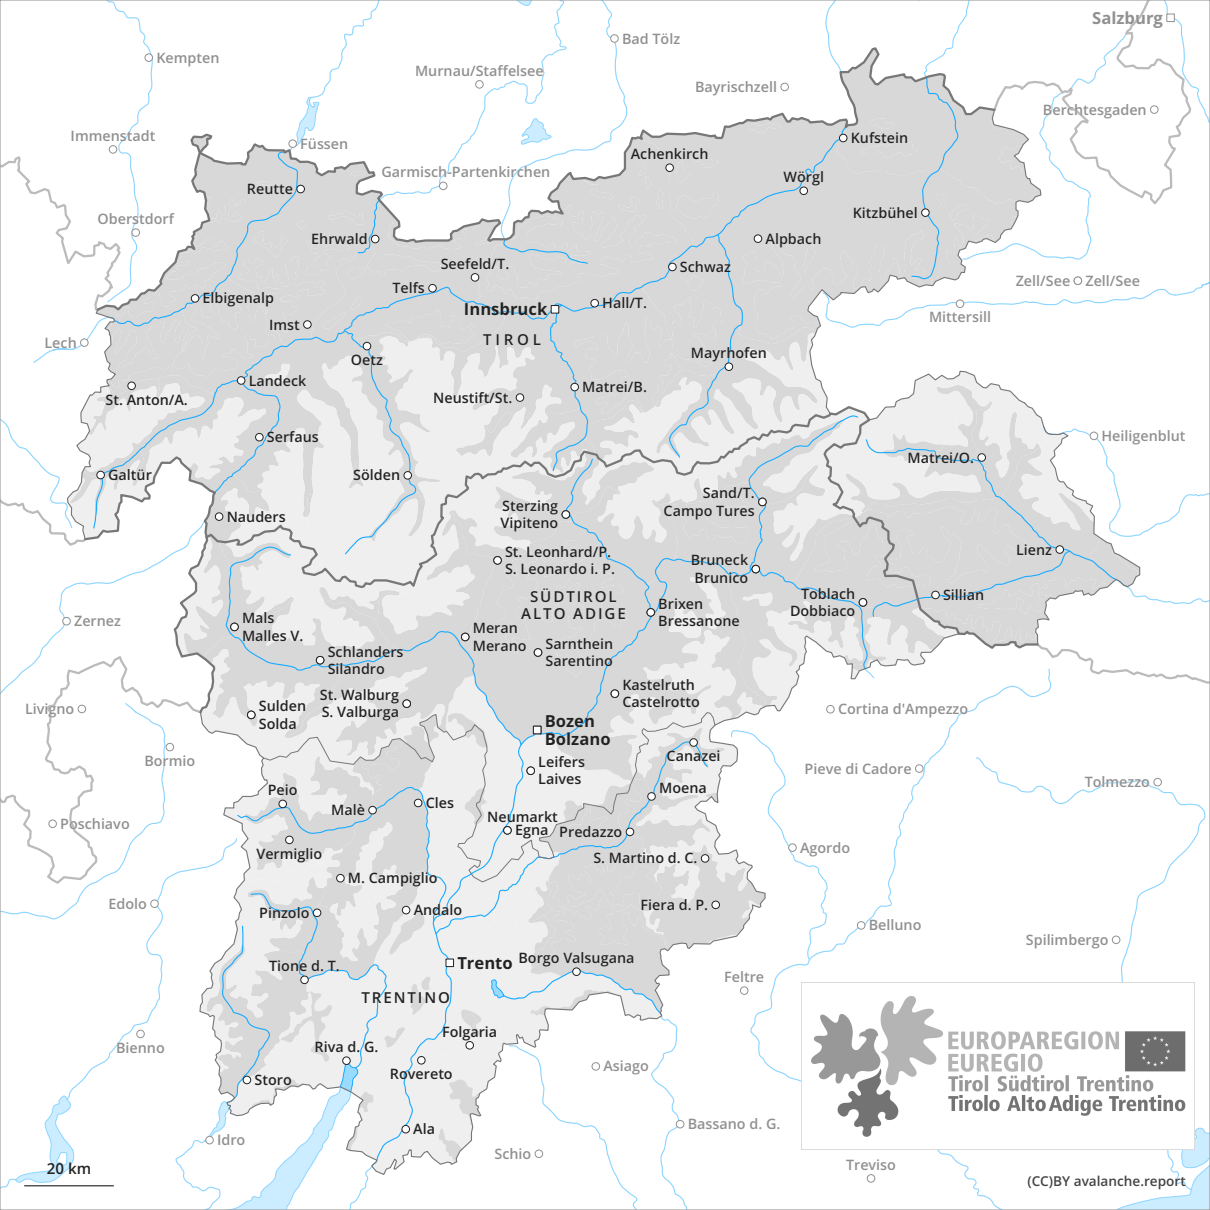 Salzburg
Bad Tölz
Kempten
Murnau/Staffelsee
Bayrischzell
Berchtesgaden
Immenstadt
Füssen
Kufstein
Achenkirch
Garmisch-Partenkirchen
Wörgl
Reutte
Oberstdorf
Kitzbühel
Ehrwald
Alpbach
Seefeld/T.
Schwaz
Zell/See
Zell/See
Telfs
Elbigenalp
Innsbruck
Hall/T.
Mittersill
Imst
TIROL
Lech
Oetz
Mayrhofen
Landeck
Matrei/B.
St. Anton/A.
Neustift/St.
Serfaus
Heiligenblut
Matrei/O.
Galtür
Sölden
Sand/T.
Campo Tures
Sterzing
Vipiteno
Nauders
St. Leonhard/P.
S. Leonardo i. P.
Lienz
Bruneck
Brunico
SÜDTIROL
ALTO ADIGE
Toblach
Dobbiaco
Sillian
Brixen
Bressanone
Zernez
Mals
Malles V.
Meran
Merano
Sarnthein
Sarentino
Schlanders
Silandro
St. Walburg
S. Valburga
Kastelruth
Castelrotto
Livigno
Sulden
Solda
Cortina d'Ampezzo
Bozen
Bolzano
Bormio
Canazei
Leifers
Laives
Pieve di Cadore
Tolmezzo
Peio
Moena
Malè
Cles
Neumarkt
Egna
Poschiavo
Predazzo
Vermiglio
S. Martino d. C.
Agordo
M. Campiglio
Edolo
Pinzolo
Andalo
Fiera d. P.
Belluno
Spilimbergo
Tione d. T.
Trento
Borgo Valsugana
Feltre
TRENTINO
Folgaria
Bienno
Riva d. G.
Rovereto
Asiago
Storo
EUROPAREGION
EUREGIO
Tirol Südtirol Trentino
Tirolo Alto Adige Trentino
Idro
Ala
Bassano d. G.
Schio
Treviso
20 km
(CC)BY avalanche.report